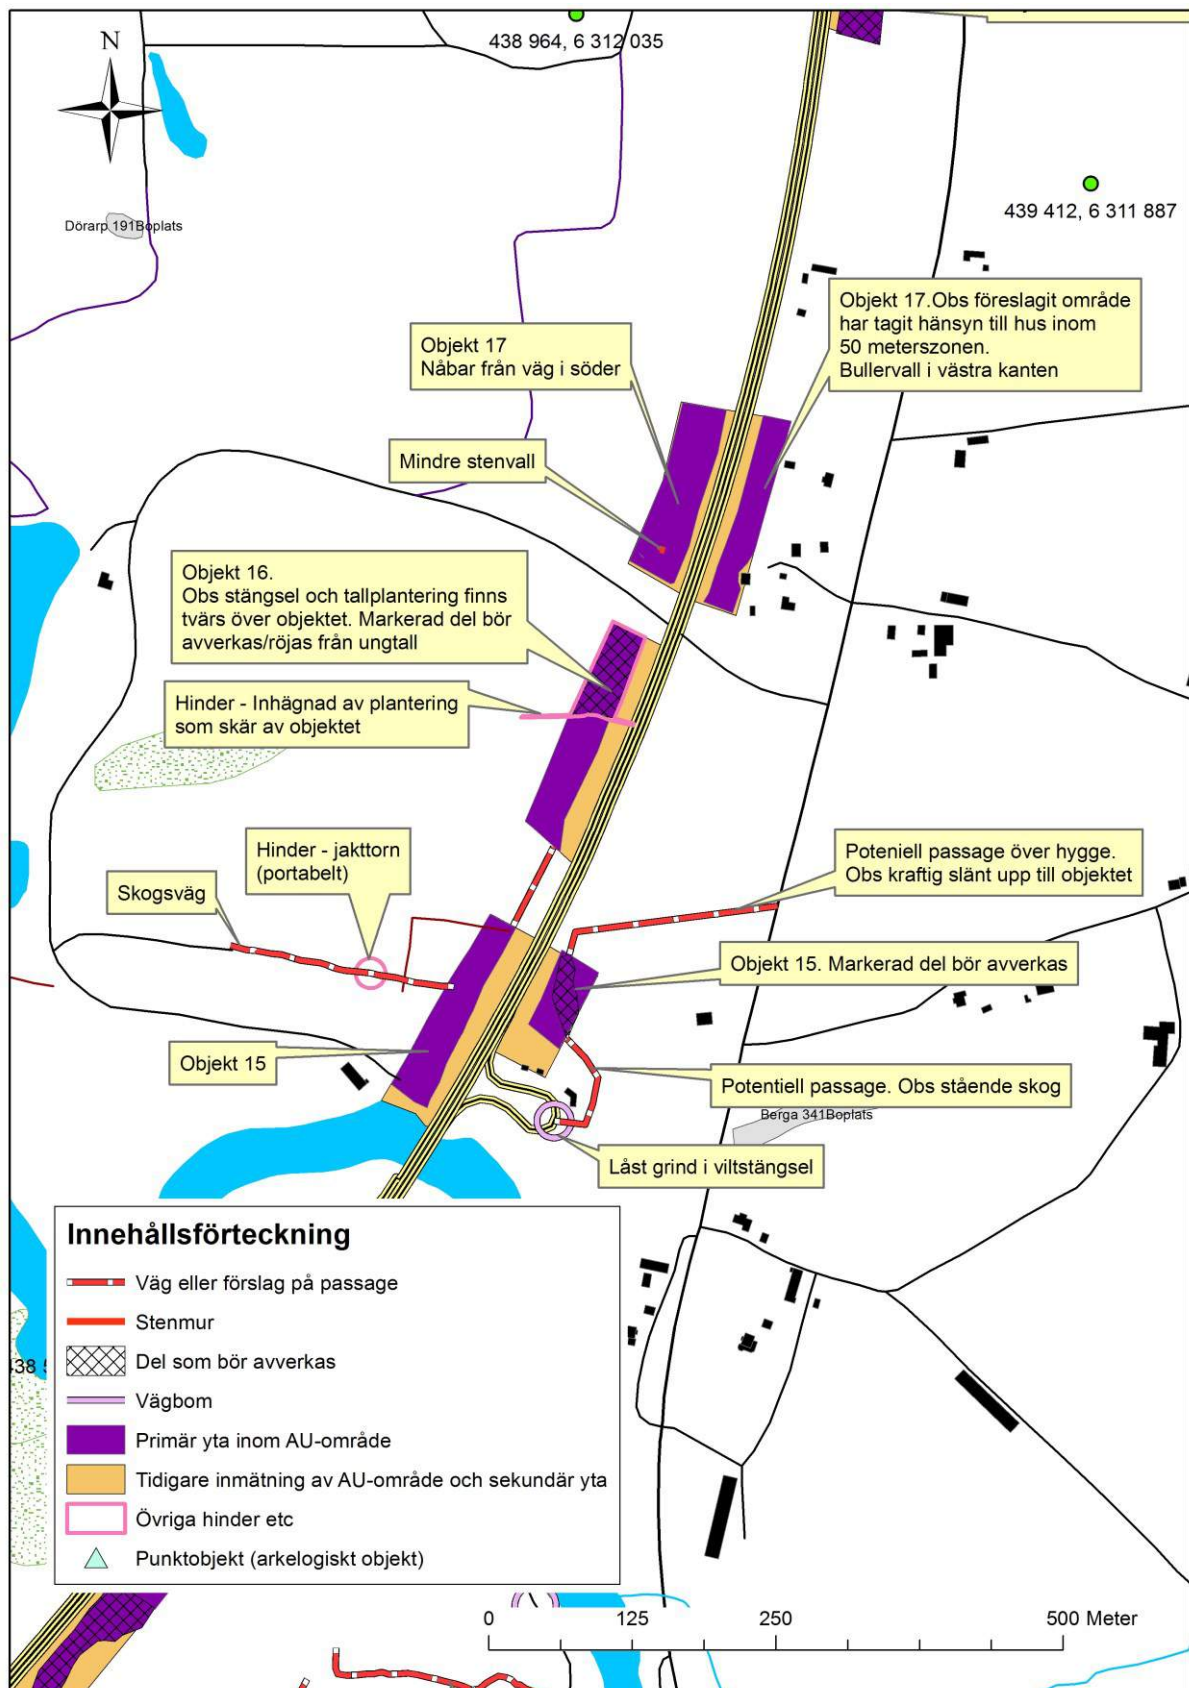 N
438 964, 6 312 035
439 412, 6 311 887
Dörarp 191Boplats
Objekt 17.Obs föreslagit område
har tagit hänsyn till hus inom
50 meterszonen.
Bullervall i västra kanten
Objekt 17
Nåbar från väg i söder
Mindre stenvall
Objekt 16.
Obs stängsel och tallplantering finns
tvärs över objektet. Markerad del bör
avverkas/röjas från ungtall
Hinder - Inhägnad av plantering
som skär av objektet
Hinder - jakttorn
(portabelt)
Poteniell passage över hygge.
Obs kraftig slänt upp till objektet
Skogsväg
Objekt 15. Markerad del bör avverkas
Objekt 15
Potentiell passage. Obs stående skog
Berga 341Boplats
Låst grind i viltstängsel
Innehållsförteckning
Väg eller förslag på passage
Stenmur
Del som bör avverkas
Vägbom
Primär yta inom AU-område
Tidigare inmätning av AU-område och sekundär yta
Övriga hinder etc
Punktobjekt (arkelogiskt objekt)
0 125 250 500 Meter